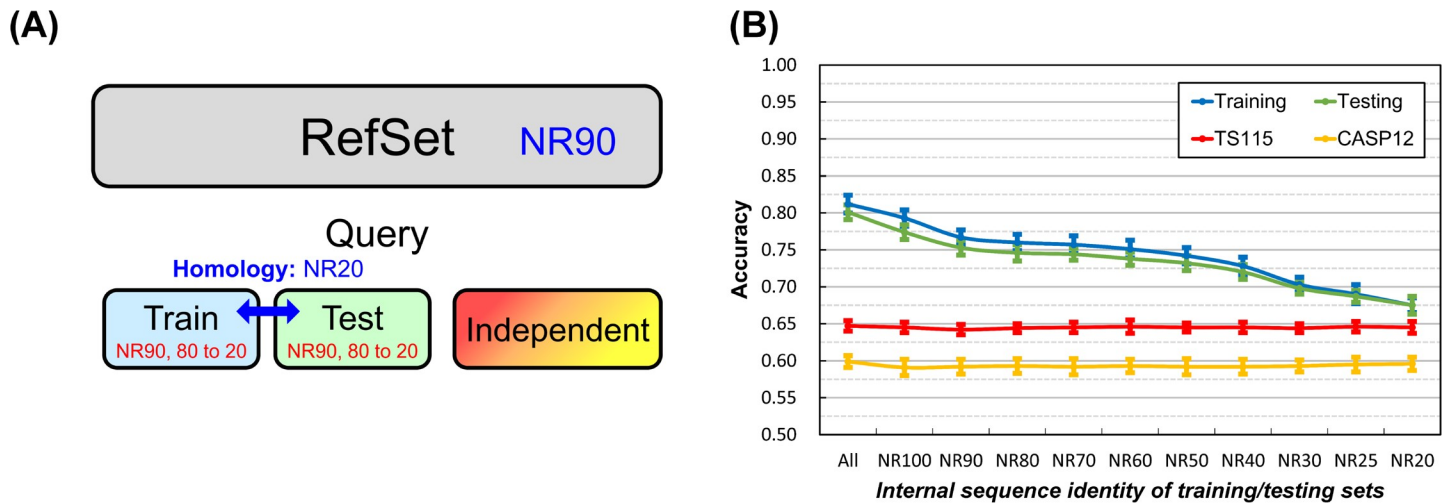 (A)
RefSet NR90
Query
Homology: NR20
Train
NR90, 80 to 20
Test
NR90, 80 to 20
Independent
(B)
Accuracy
1.00
0.95
0.90
0.85
0.80
0.75
0.70
0.65
0.60
0.55
0.50
Training Testing
TS115 CASP12
All NR100 NR90 NR80 NR70 NR60 NR50 NR40 NR30 NR25 NR20
Internal sequence identity of training/testing sets